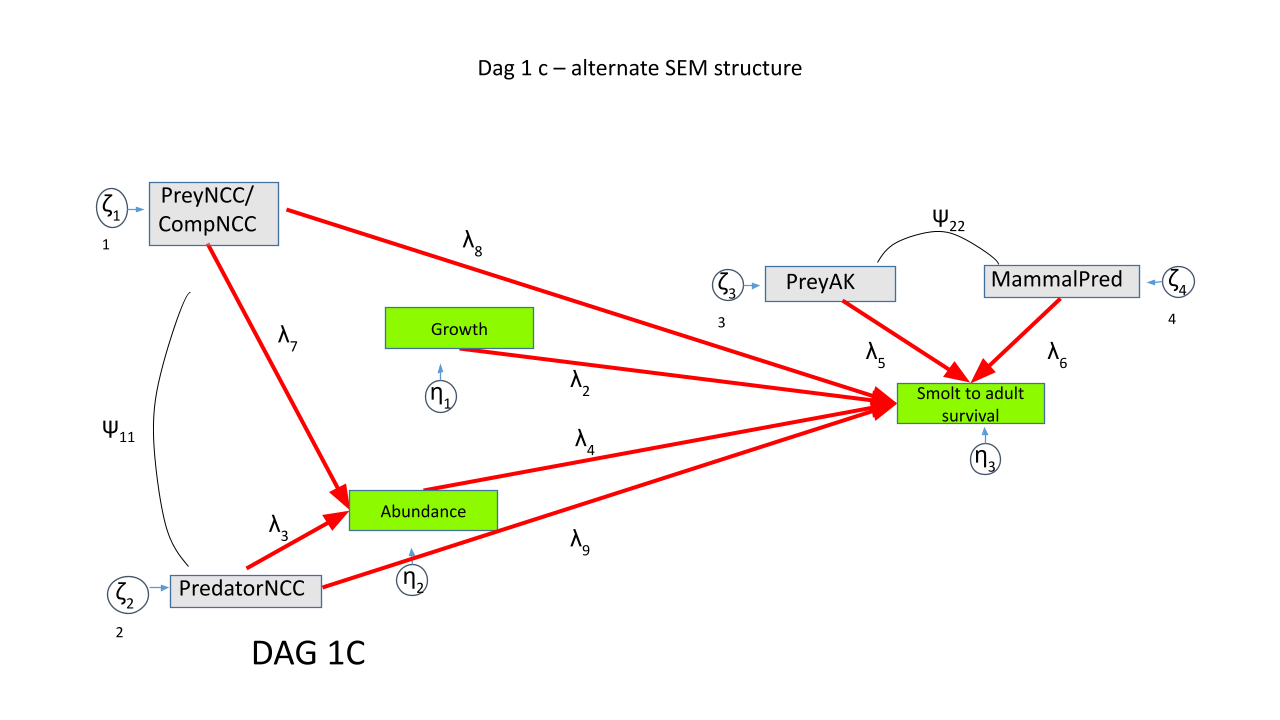 Dag 1 c – alternate SEM structure
PreyNCC/
CompNCC
ζ1
1
λ8
ψ22
PreyAK
MammalPred
ζ3
3
ζ4
4
Growth
λ7
λ5
λ6
η1
λ2
Smolt to adult
survival
ψ11
λ4
η3
Abundance
λ3
λ9
ζ2
2
PredatorNCC
η2
DAG 1C